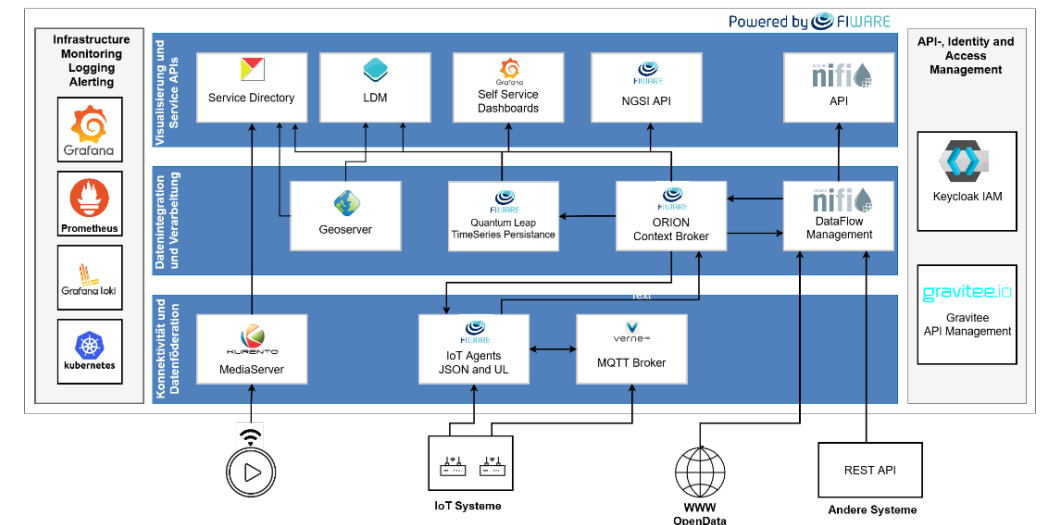 Powered by FIWARE
Infrastructure
Monitoring
Logging
Alerting
Grafana
Prometheus
Grafana loki
kubernetes
Visualisierung und
Service APIs
Service Directory
LDM
Grafana
Self Service
Dashboards
FIWARE
NGSI API
nifi
API
Datenintegration
und Verarbeitung
Geoserver
FIWARE
Quantum Leap
TimeSeries Persistance
FIWARE
ORION
Context Broker
nifi
DataFlow
Management
Konnektivität und
Datenföderation
KURENTO
MediaServer
FIWARE
IoT Agents
JSON and UL
verne
MQTT Broker
Text
API-, Identity and
Access
Management
Keycloak IAM
gravitee.io
Gravitee
API Management
IoT Systeme
WWW
OpenData
REST API
Andere Systeme